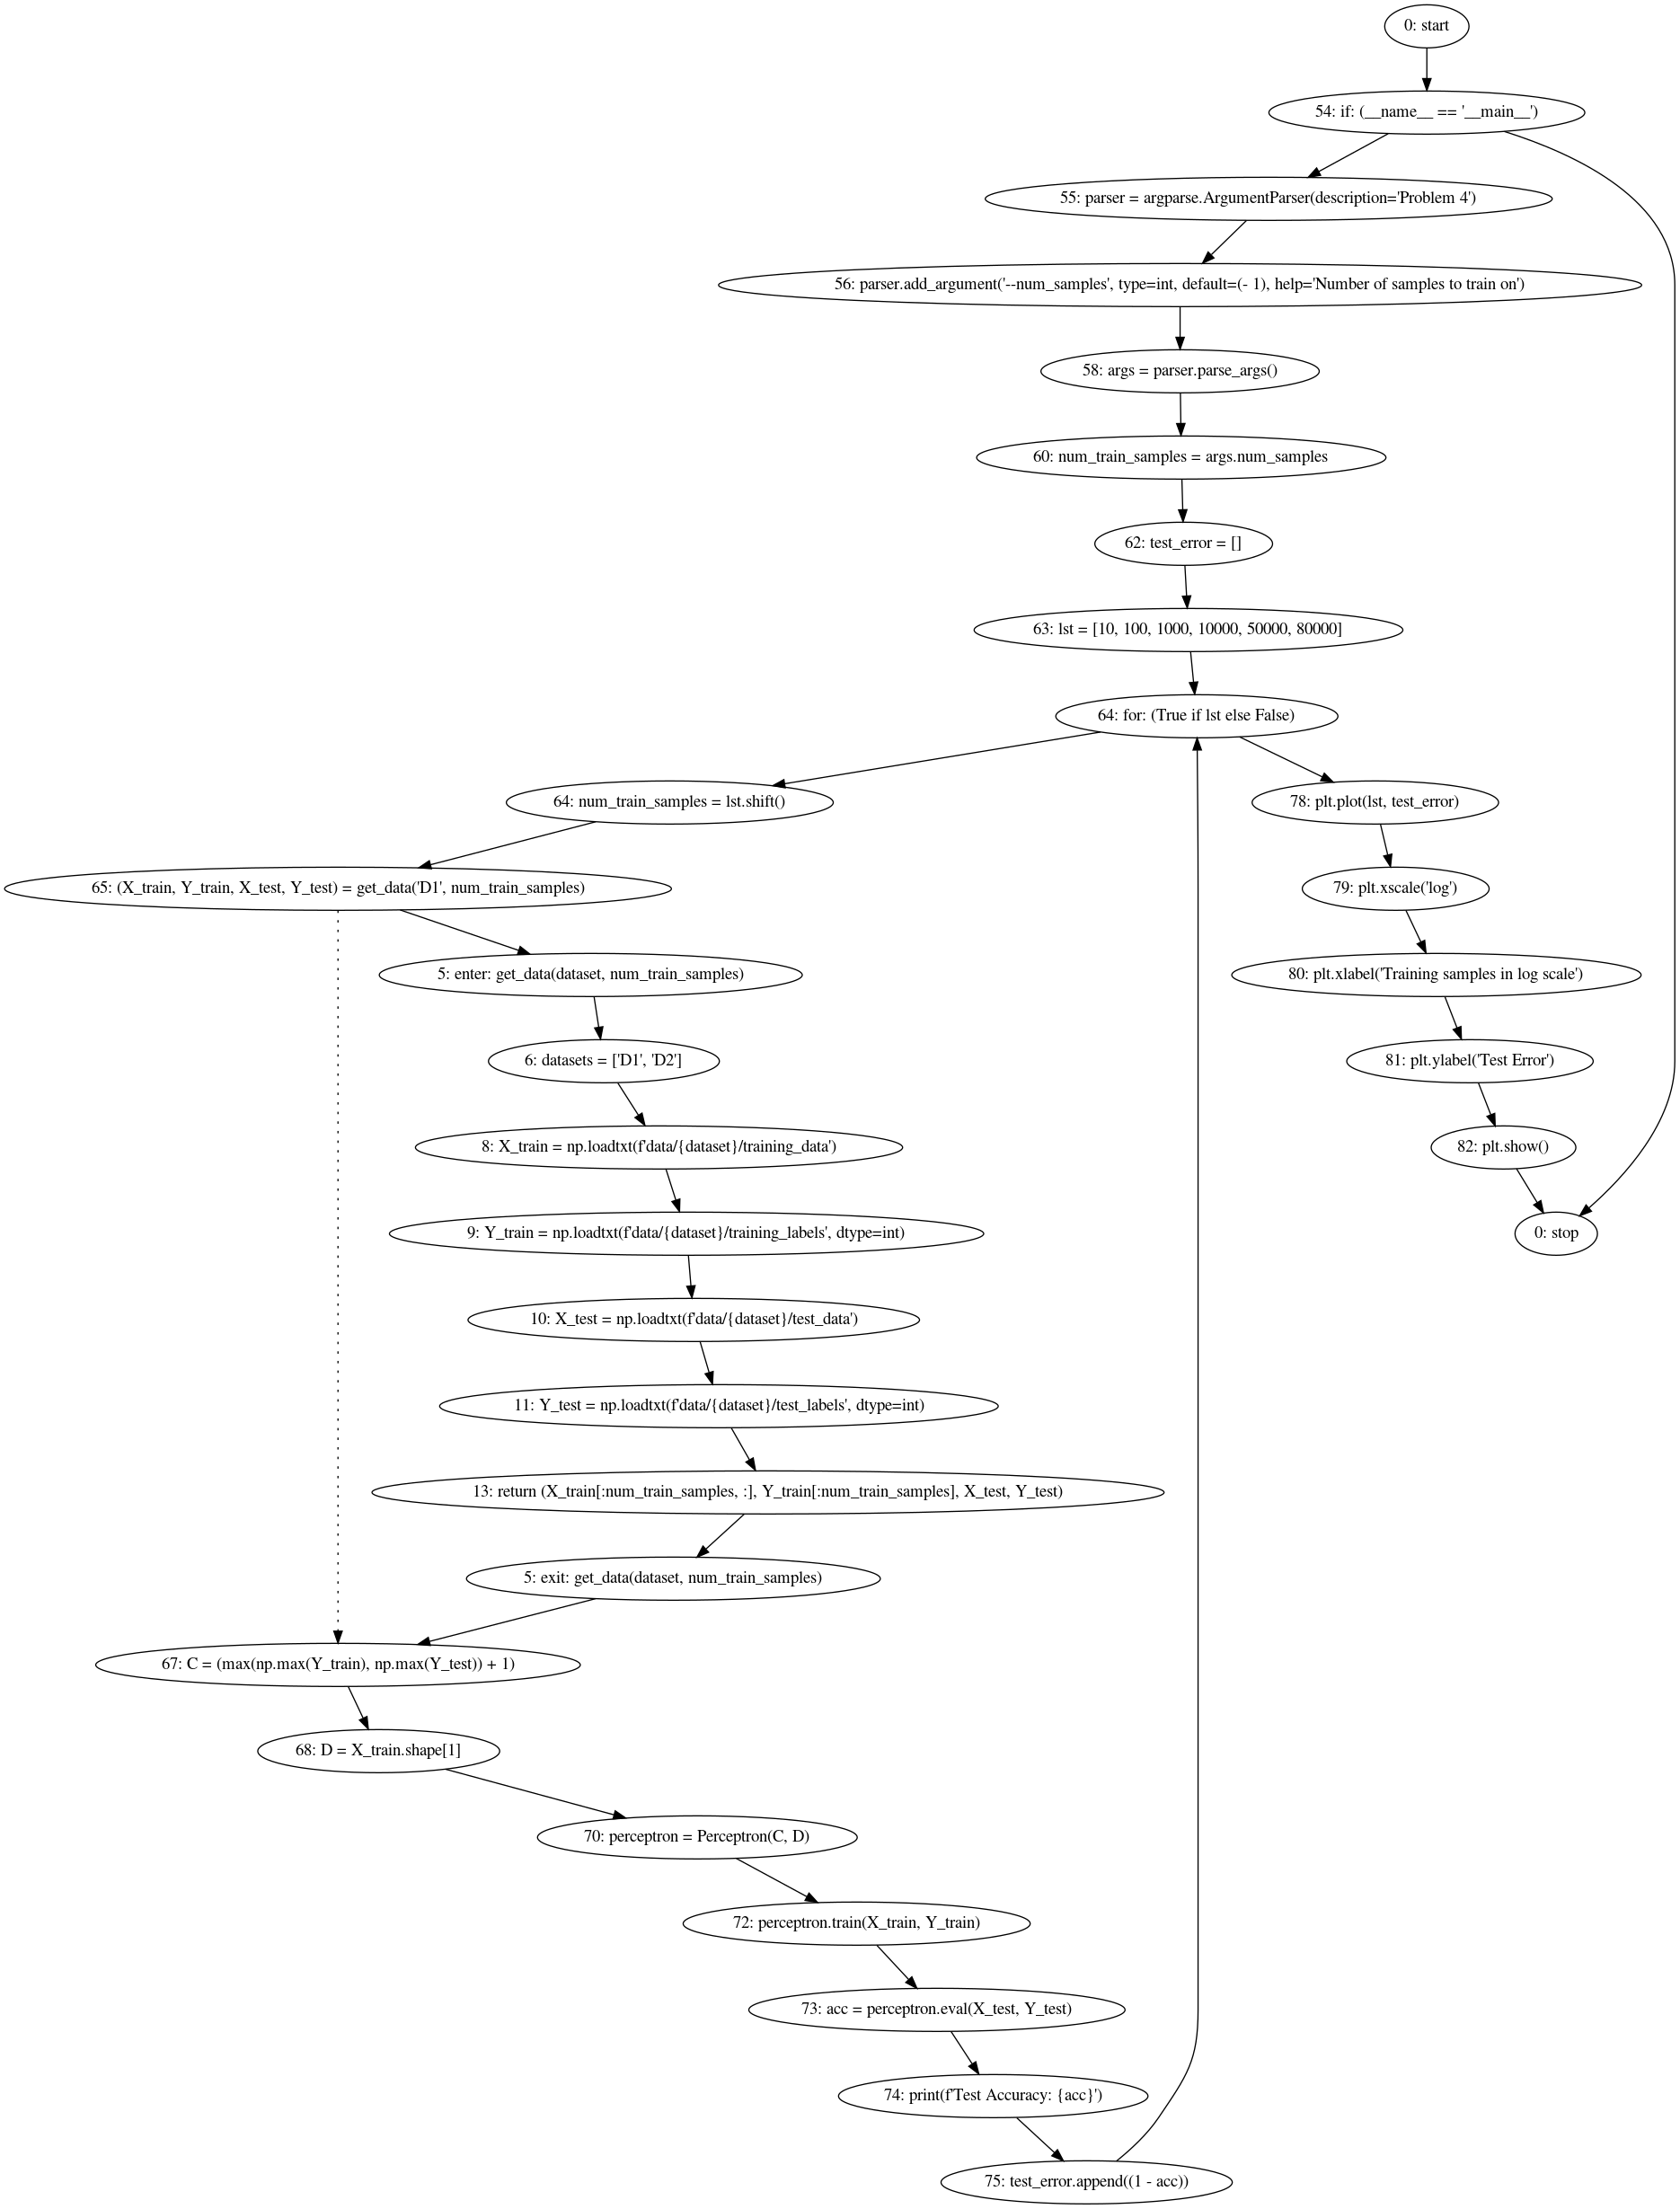 0: start
54: if: (__name__ == '__main__')
55: parser = argparse.ArgumentParser(description='Problem 4')
56: parser.add_argument('--num_samples', type=int, default=(- 1), help='Number of samples to train on')
58: args = parser.parse_args()
60: num_train_samples = args.num_samples
62: test_error = []
63: lst = [10, 100, 1000, 10000, 50000, 80000]
64: for: (True if lst else False)
64: num_train_samples = lst.shift()
78: plt.plot(lst, test_error)
65: (X_train, Y_train, X_test, Y_test) = get_data('D1', num_train_samples)
79: plt.xscale('log')
5: enter: get_data(dataset, num_train_samples)
80: plt.xlabel('Training samples in log scale')
6: datasets = ['D1', 'D2']
81: plt.ylabel('Test Error')
8: X_train = np.loadtxt(f'data/{dataset}/training_data')
82: plt.show()
9: Y_train = np.loadtxt(f'data/{dataset}/training_labels', dtype=int)
0: stop
10: X_test = np.loadtxt(f'data/{dataset}/test_data')
11: Y_test = np.loadtxt(f'data/{dataset}/test_labels', dtype=int)
13: return (X_train[:num_train_samples, :], Y_train[:num_train_samples], X_test, Y_test)
5: exit: get_data(dataset, num_train_samples)
67: C = (max(np.max(Y_train), np.max(Y_test)) + 1)
68: D = X_train.shape[1]
70: perceptron = Perceptron(C, D)
72: perceptron.train(X_train, Y_train)
73: acc = perceptron.eval(X_test, Y_test)
74: print(f'Test Accuracy: {acc}')
75: test_error.append((1 - acc))